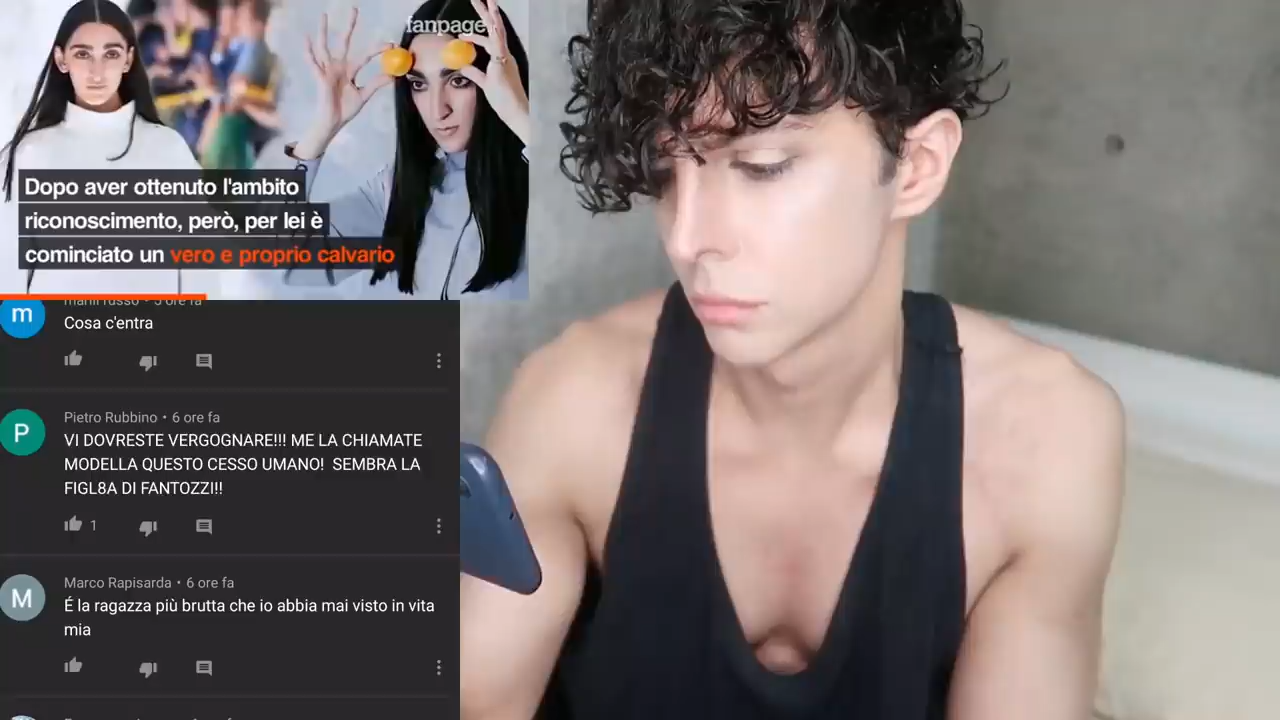 fanpage
Dopo aver ottenuto l'ambito
riconoscimento, però, per lei è
cominciato un vero e proprio calvario
m
Cosa c'entra
P
Pietro Rubbino • 6 ore fa
VI DOVRESTE VERGOGNARE!!! ME LA CHIAMATE
MODELLA QUESTO CESSO UMANO! SEMBRA LA
FIGL8A DI FANTOZZI!!
1
M
Marco Rapisarda • 6 ore fa
É la ragazza più brutta che io abbia mai visto in vita
mia